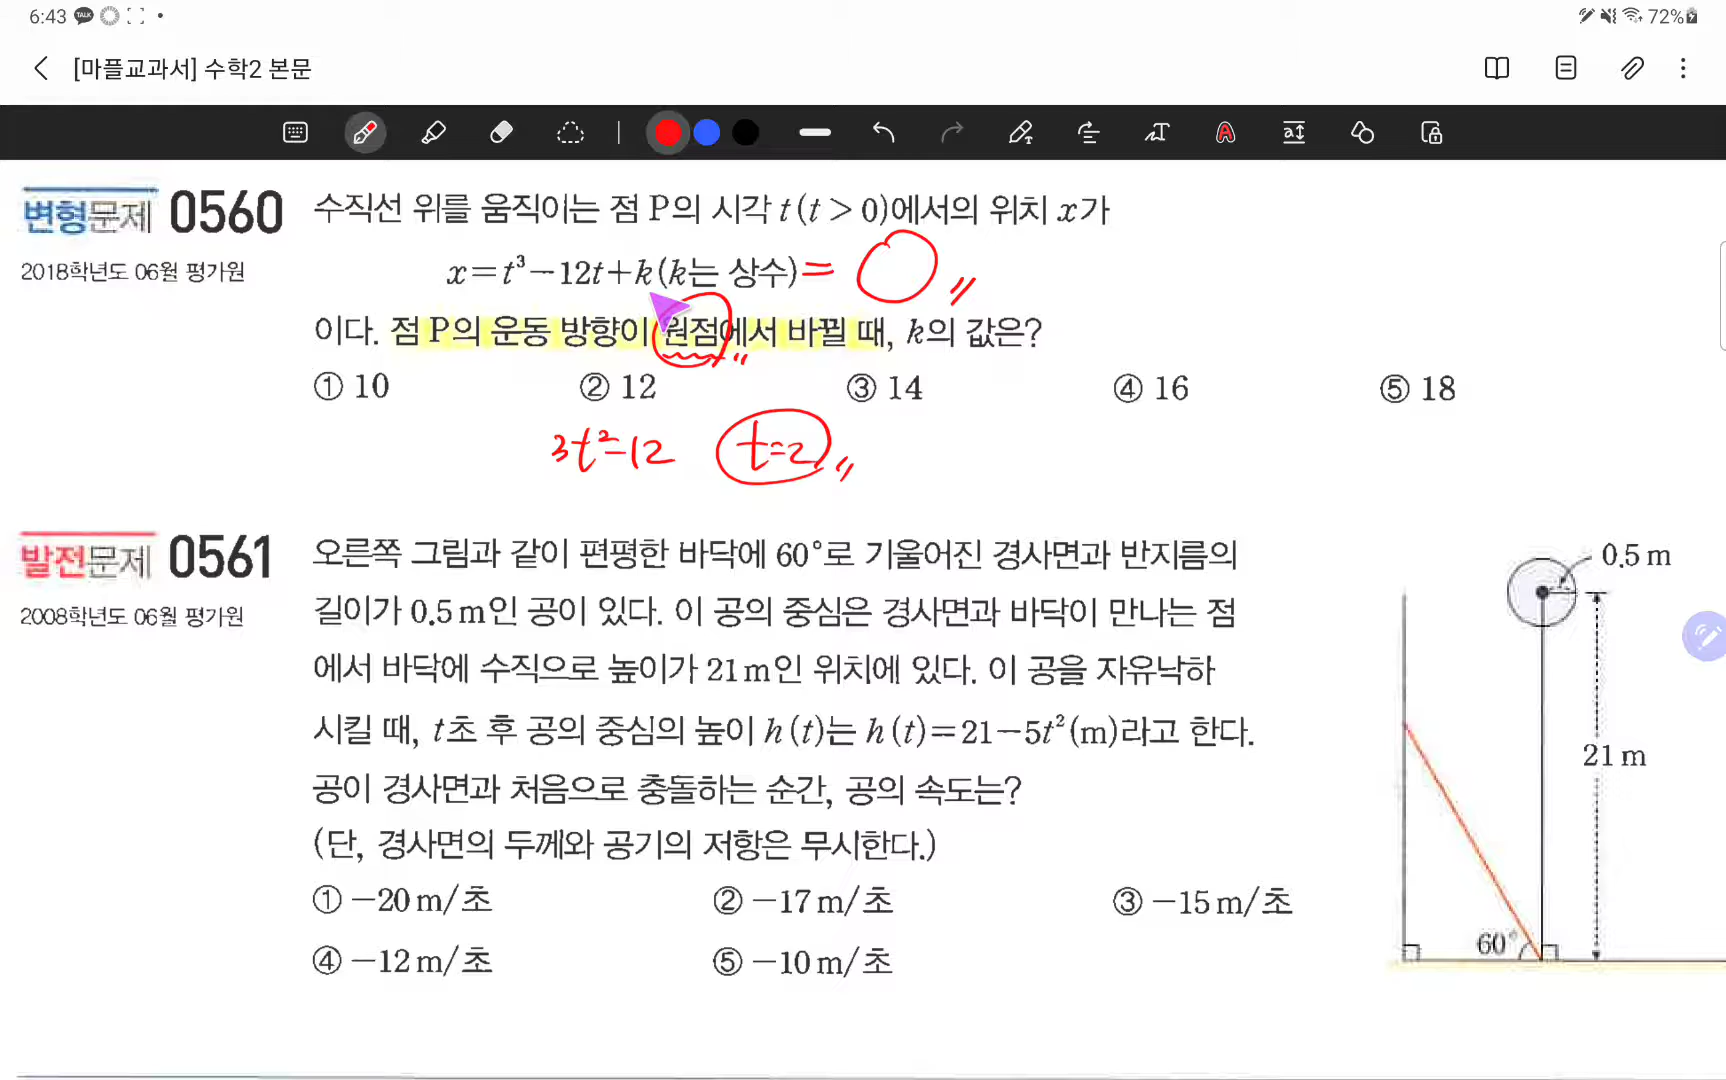 6:43 TALK 72%
[마플교과서] 수학2 본문
변형문제 0560 수직선 위를 움직이는 점 P의 시각 t(t>0)에서의 위치 x가
2018학년도 06월 평가원
x=t³-12t+k(k는 상수) = 0
이다. 점 P의 운동 방향이 원점에서 바뀔 때, k의 값은?
① 10 ② 12 ③ 14 ④ 16 ⑤ 18
3t²-12 t=2
발전문제 0561 오른쪽 그림과 같이 편평한 바닥에 60°로 기울어진 경사면과 반지름의
2008학년도 06월 평가원
길이가 0.5m인 공이 있다. 이 공의 중심은 경사면과 바닥이 만나는 점
에서 바닥에 수직으로 높이가 21m인 위치에 있다. 이 공을 자유낙하
시킬 때, t초 후 공의 중심의 높이 h(t)는 h(t)=21-5t²(m)라고 한다.
공이 경사면과 처음으로 충돌하는 순간, 공의 속도는?
(단, 경사면의 두께와 공기의 저항은 무시한다.)
① -20m/초 ② -17m/초 ③ -15m/초
④ -12m/초 ⑤ -10m/초
0.5m
21m
60°